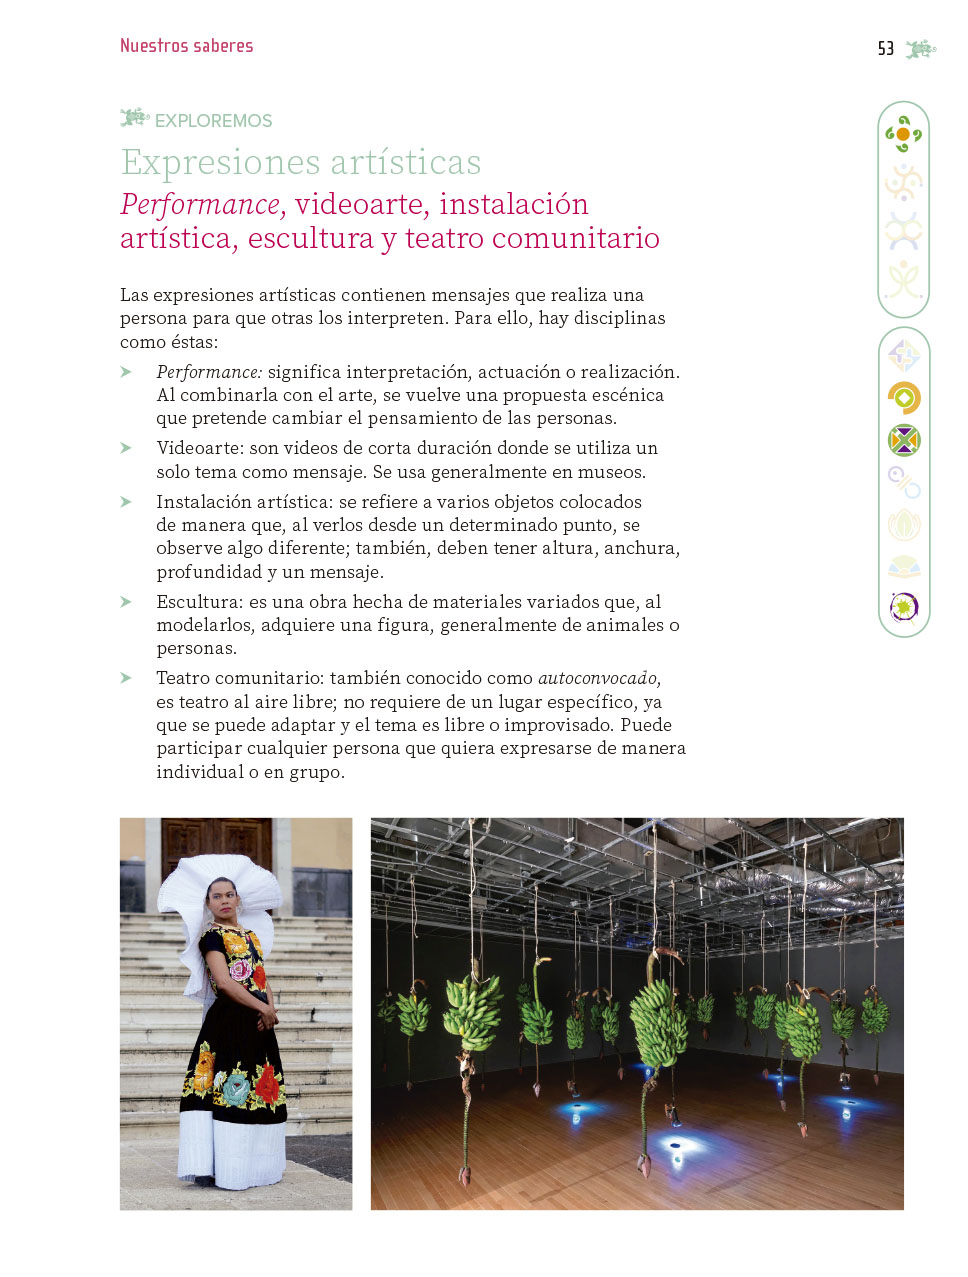 Nuestros saberes
53
EXPLOREMOS
Expresiones artísticas
Performance, videoarte, instalación
artística, escultura y teatro comunitario
Las expresiones artísticas contienen mensajes que realiza una
persona para que otras los interpreten. Para ello, hay disciplinas
como éstas:
Performance: significa interpretación, actuación o realización.
Al combinarla con el arte, se vuelve una propuesta escénica
que pretende cambiar el pensamiento de las personas.
Videoarte: son videos de corta duración donde se utiliza un
solo tema como mensaje. Se usa generalmente en museos.
Instalación artística: se refiere a varios objetos colocados
de manera que, al verlos desde un determinado punto, se
observe algo diferente; también, deben tener altura, anchura,
profundidad y un mensaje.
Escultura: es una obra hecha de materiales variados que, al
modelarlos, adquiere una figura, generalmente de animales o
personas.
Teatro comunitario: también conocido como autoconvocado,
es teatro al aire libre; no requiere de un lugar específico, ya
que se puede adaptar y el tema es libre o improvisado. Puede
participar cualquier persona que quiera expresarse de manera
individual o en grupo.